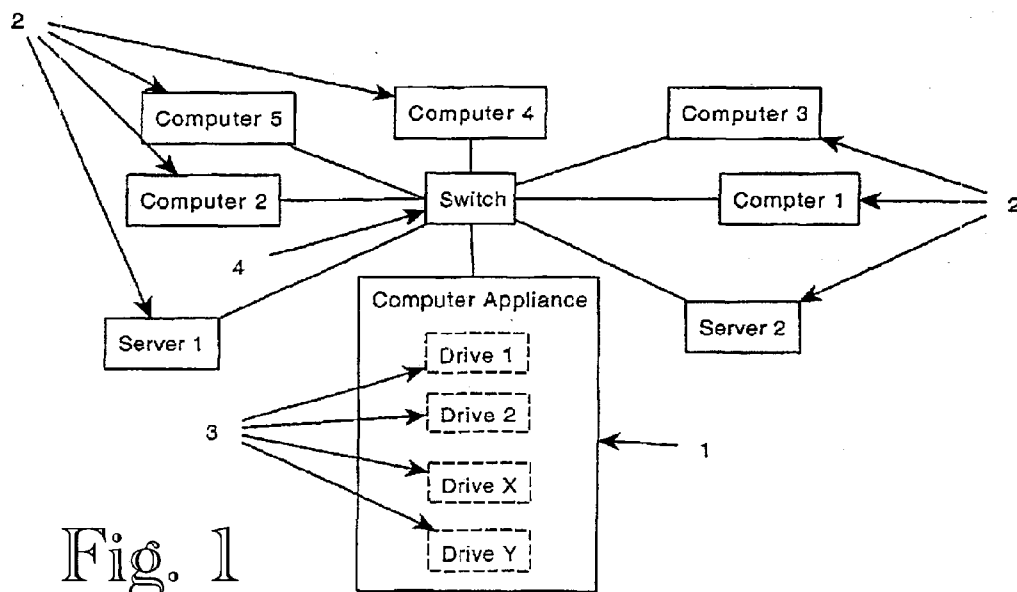 2
Computer 5
Computer 4
Computer 3
Computer 2
Switch
Compter 1
2
4
Computer Appliance
Server 1
Server 2
Drive 1
Drive 2
3
1
Drive X
Drive Y
Fig. 1